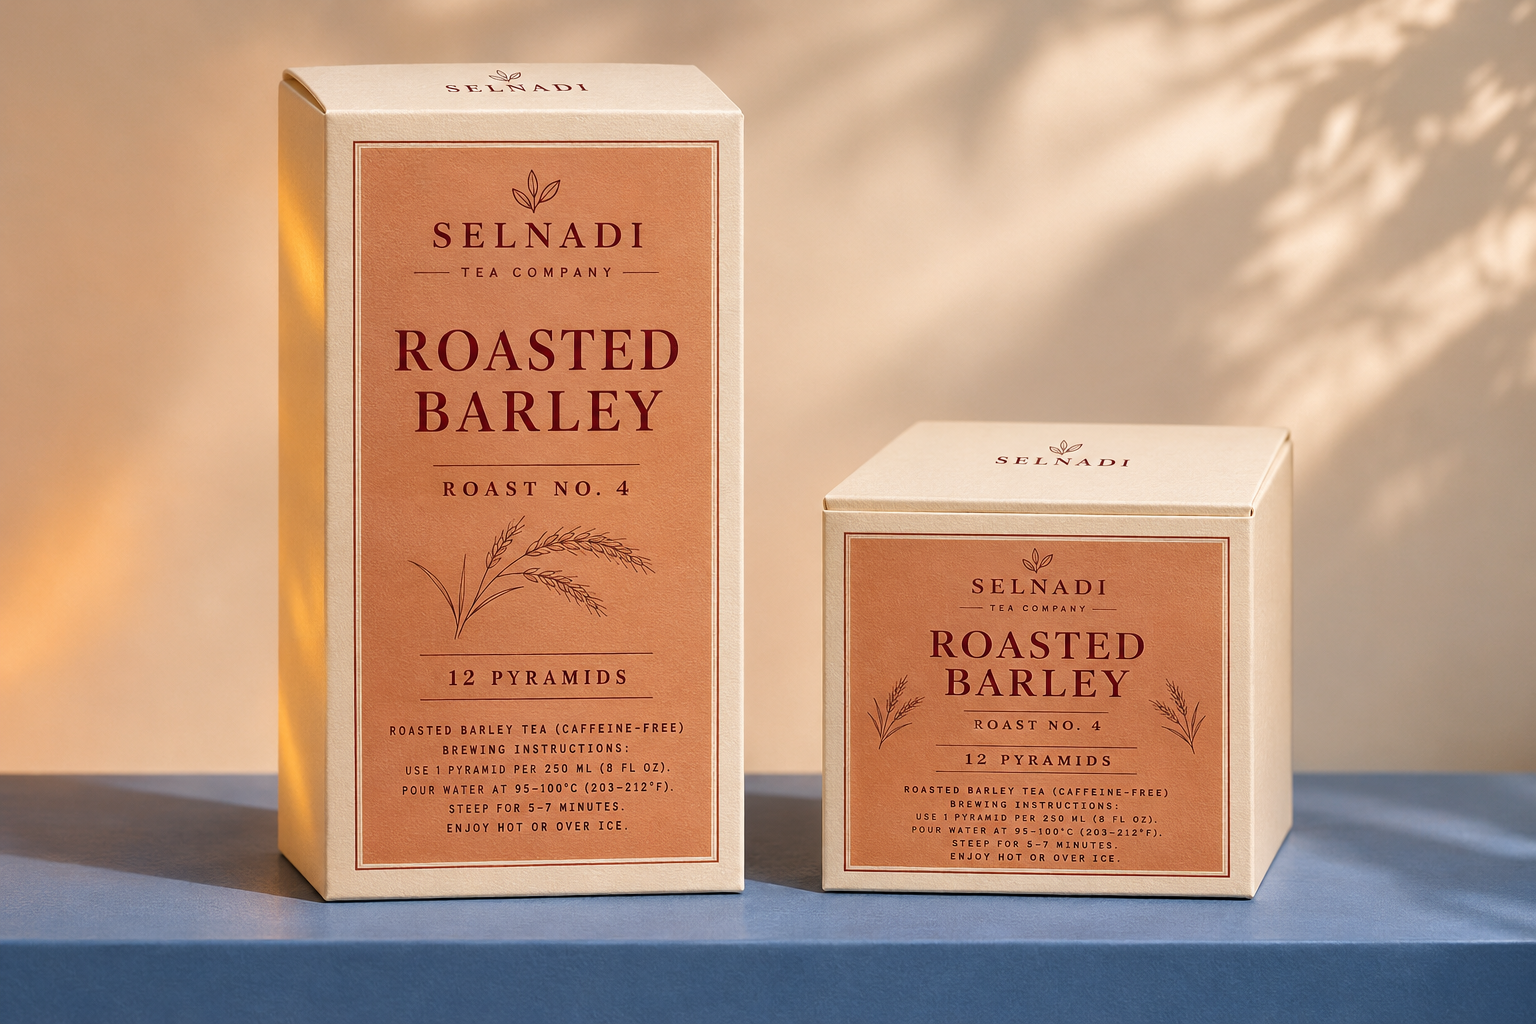 SELNADI
SELNADI
TEA COMPANY
ROASTED
BARLEY
ROAST NO. 4
12 PYRAMIDS
ROASTED BARLEY TEA (CAFFEINE-FREE)
BREWING INSTRUCTIONS:
USE 1 PYRAMID PER 250 ML (8 FL OZ).
POUR WATER AT 95–100°C (203–212°F).
STEEP FOR 5–7 MINUTES.
ENJOY HOT OR OVER ICE.
SELNADI
SELNADI
TEA COMPANY
ROASTED
BARLEY
ROAST NO. 4
12 PYRAMIDS
ROASTED BARLEY TEA (CAFFEINE-FREE)
BREWING INSTRUCTIONS:
USE 1 PYRAMID PER 250 ML (8 FL OZ).
POUR WATER AT 95–100°C (203–212°F).
STEEP FOR 5–7 MINUTES.
ENJOY HOT OR OVER ICE.